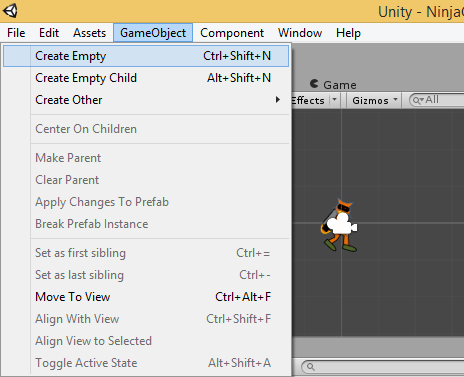 Unity - Ninja
File Edit Assets GameObject Component Window Help
Create Empty Ctrl+Shift+N
Create Empty Child Alt+Shift+N
Create Other
Center On Children
Make Parent
Clear Parent
Apply Changes To Prefab
Break Prefab Instance
Set as first sibling Ctrl+=
Set as last sibling Ctrl+-
Move To View Ctrl+Alt+F
Align With View Ctrl+Shift+F
Align View to Selected
Toggle Active State Alt+Shift+A
Game
Effects Gizmos All